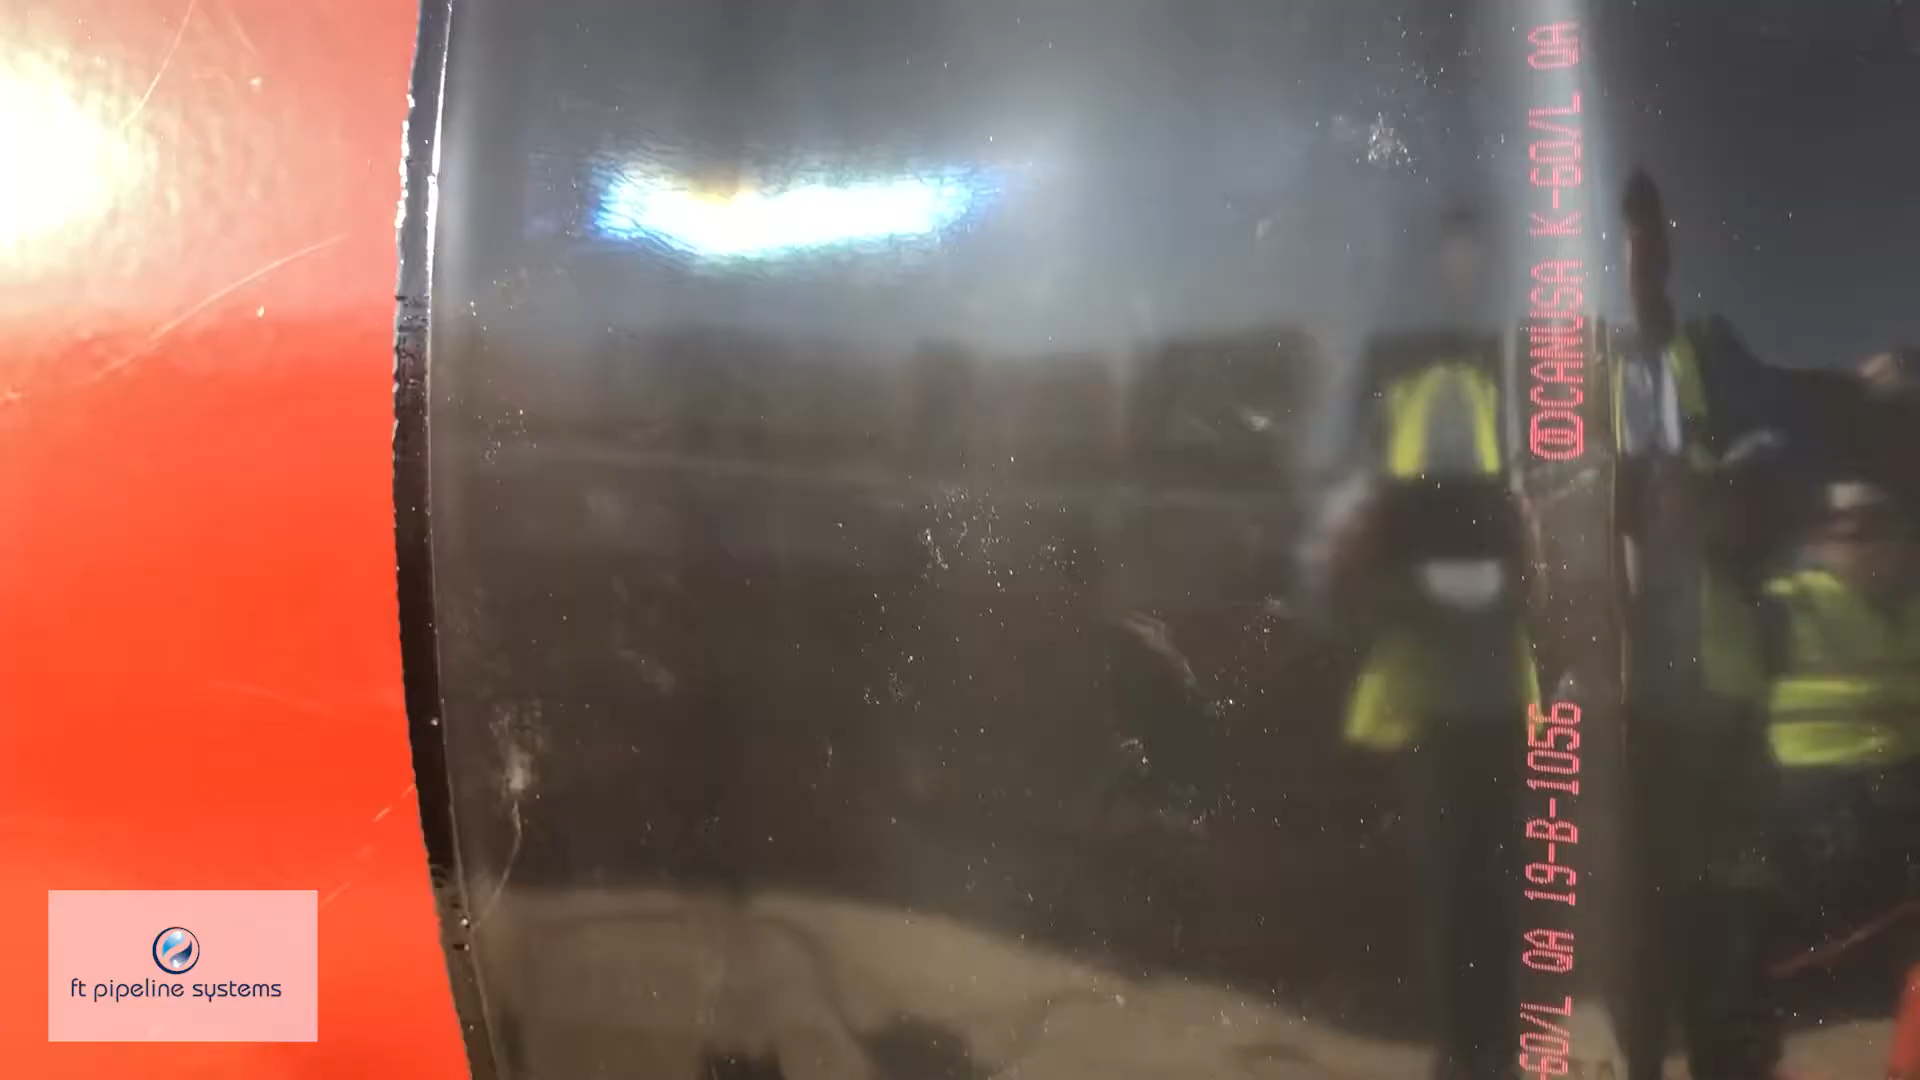 CANUSA K-60/L QA
-60/L QA 19-B-1056
ft pipeline systems